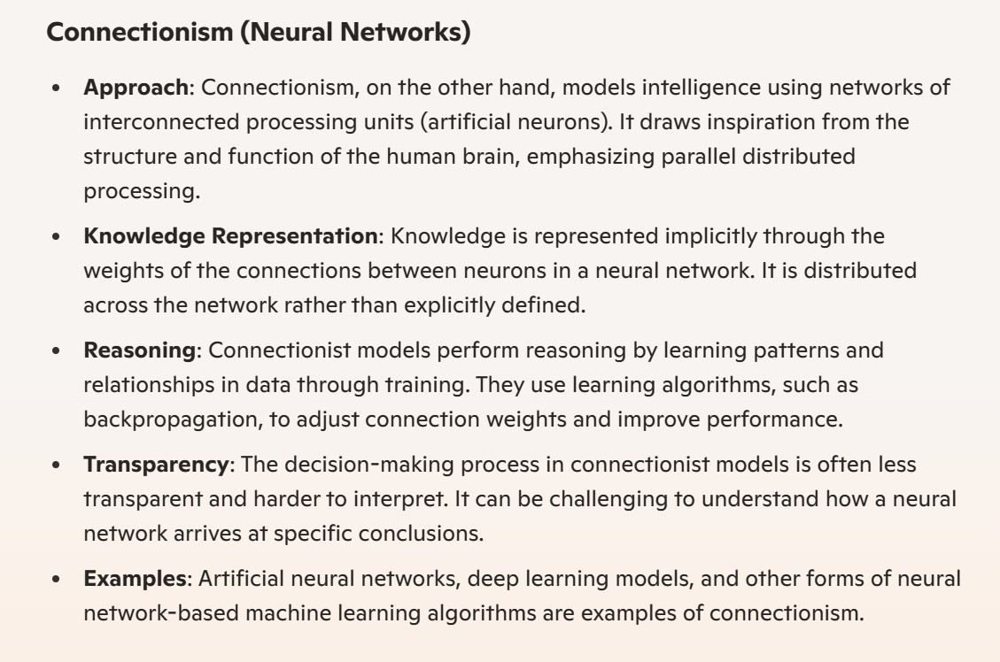 Connectionism (Neural Networks)
• Approach: Connectionism, on the other hand, models intelligence using networks of
interconnected processing units (artificial neurons). It draws inspiration from the
structure and function of the human brain, emphasizing parallel distributed
processing.
• Knowledge Representation: Knowledge is represented implicitly through the
weights of the connections between neurons in a neural network. It is distributed
across the network rather than explicitly defined.
• Reasoning: Connectionist models perform reasoning by learning patterns and
relationships in data through training. They use learning algorithms, such as
backpropagation, to adjust connection weights and improve performance.
• Transparency: The decision-making process in connectionist models is often less
transparent and harder to interpret. It can be challenging to understand how a neural
network arrives at specific conclusions.
• Examples: Artificial neural networks, deep learning models, and other forms of neural
network-based machine learning algorithms are examples of connectionism.